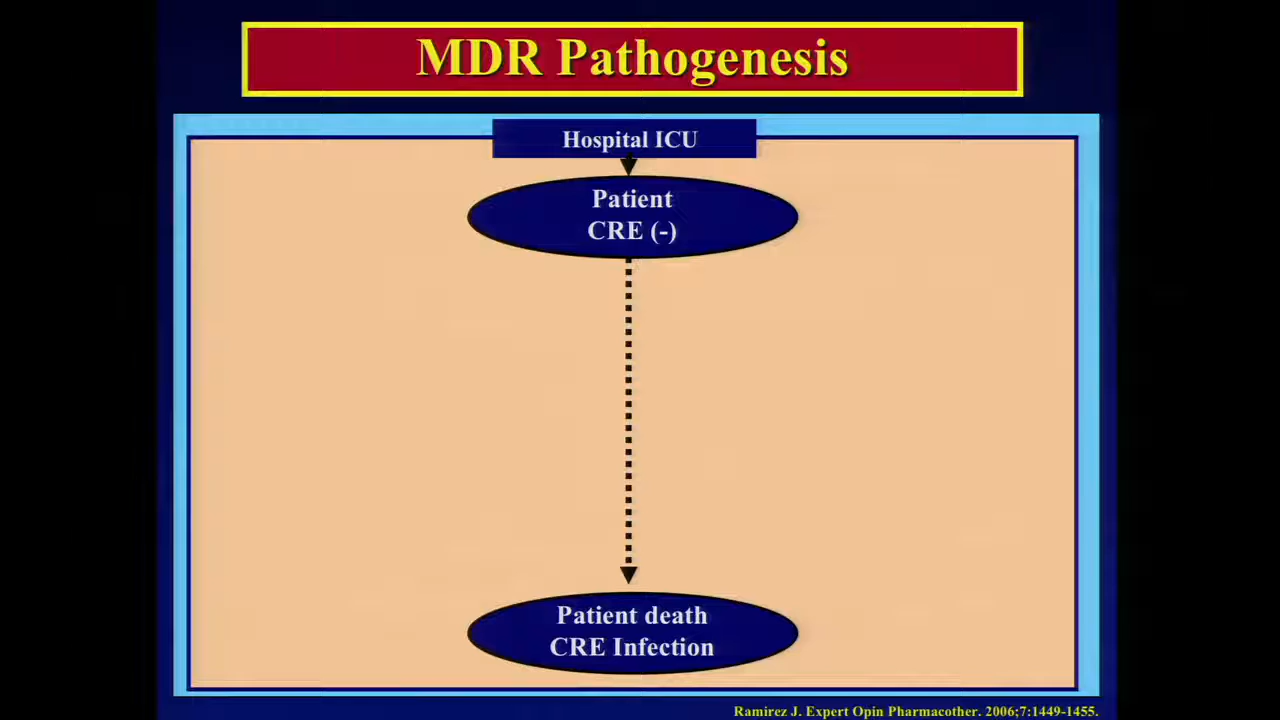 MDR Pathogenesis
Hospital ICU
Patient
CRE (-)
Patient death
CRE Infection
Ramirez J. Expert Opin Pharmacother. 2006;7:1449-1455.